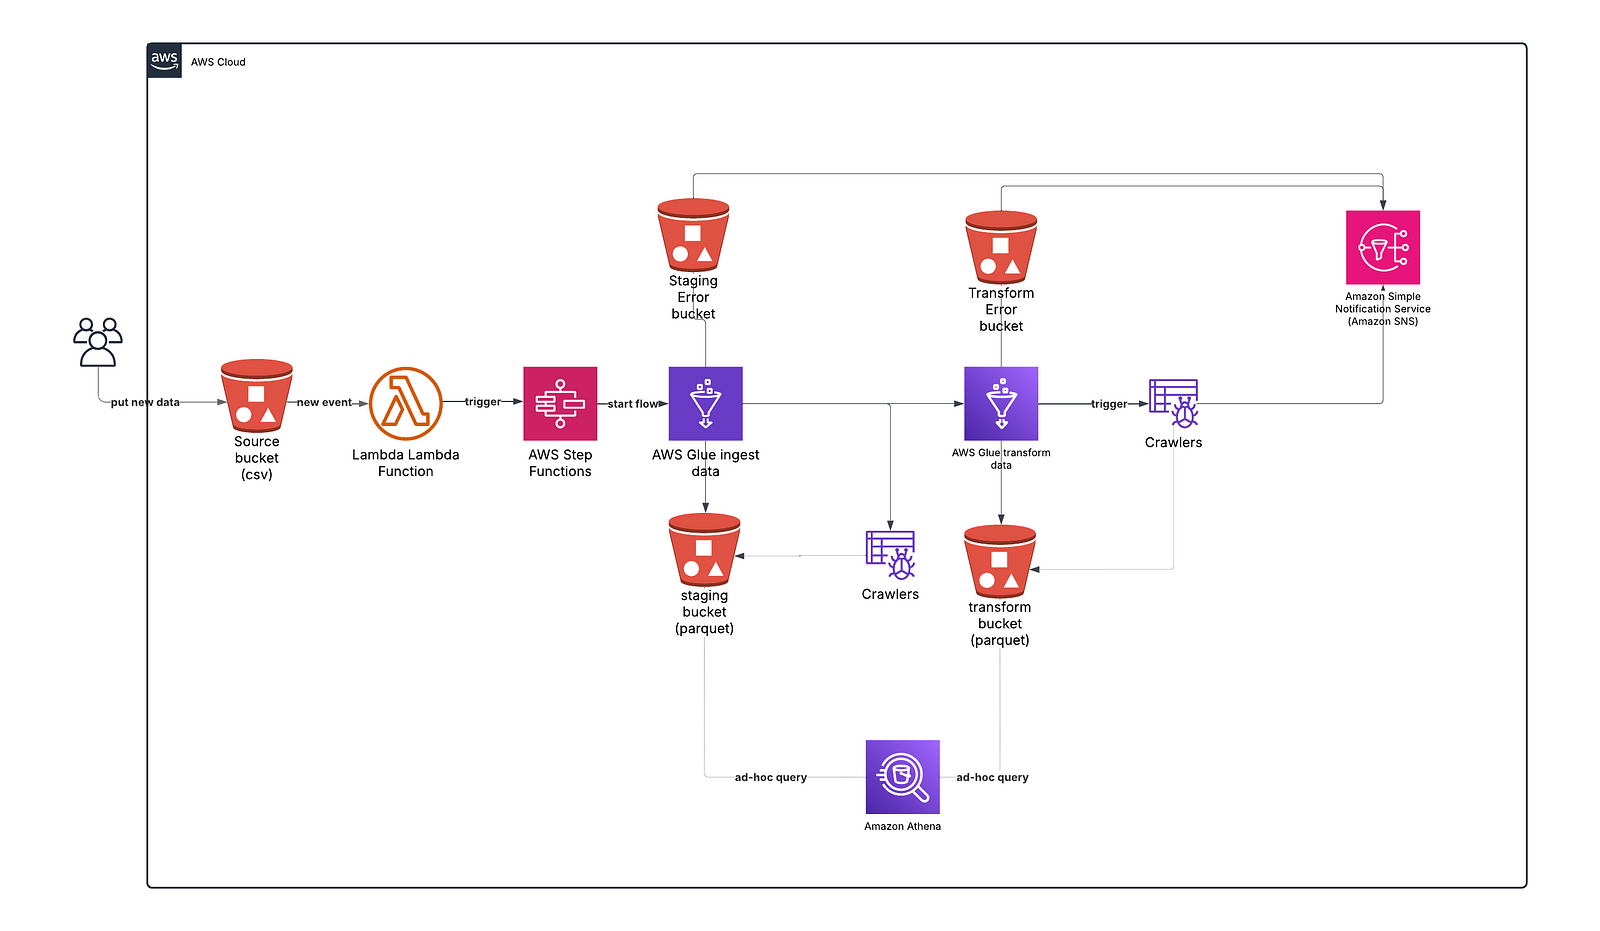 aws
AWS Cloud
Staging
Error
bucket
Transform
Error
bucket
Amazon Simple
Notification Service
(Amazon SNS)
put new data
new event
trigger
start flow
trigger
Source
bucket
(csv)
Lambda Lambda
Function
AWS Step
Functions
AWS Glue ingest
data
AWS Glue transform
data
Crawlers
staging
bucket
(parquet)
Crawlers
transform
bucket
(parquet)
ad-hoc query
ad-hoc query
Amazon Athena